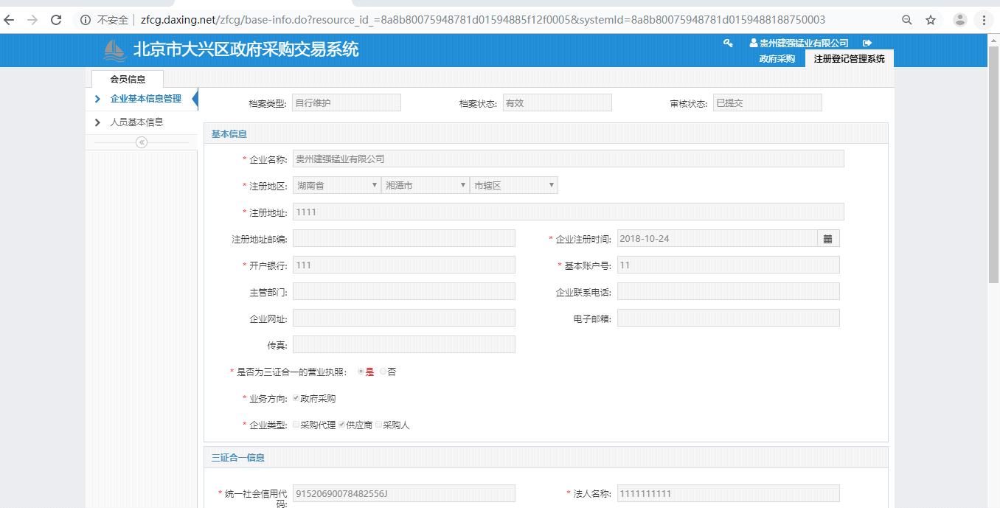 不安全 | zfcg.daxing.net/zfcg/base-info.do?resource_id_=8a8b80075948781d01594885f12f0005&systemId=8a8b80075948781d0159488188750003
北京市大兴区政府采购交易系统
贵州建强锰业有限公司
政府采购 注册登记管理系统
会员信息
企业基本信息管理
人员基本信息
档案类型: 自行维护 档案状态: 有效 审核状态: 已提交
基本信息
* 企业名称: 贵州建强锰业有限公司
* 注册地区: 湖南省 湘潭市 市辖区
* 注册地址: 1111
注册地址邮编: * 企业注册时间: 2018-10-24
* 开户银行: 111 * 基本账户号: 11
主管部门: 企业联系电话:
企业网址: 电子邮箱:
传真:
* 是否为三证合一的营业执照: 是 否
* 业务方向: 政府采购
* 企业类型: 采购代理 供应商 采购人
三证合一信息
* 统一社会信用代码: 91520690078482556J * 法人名称: 1111111111